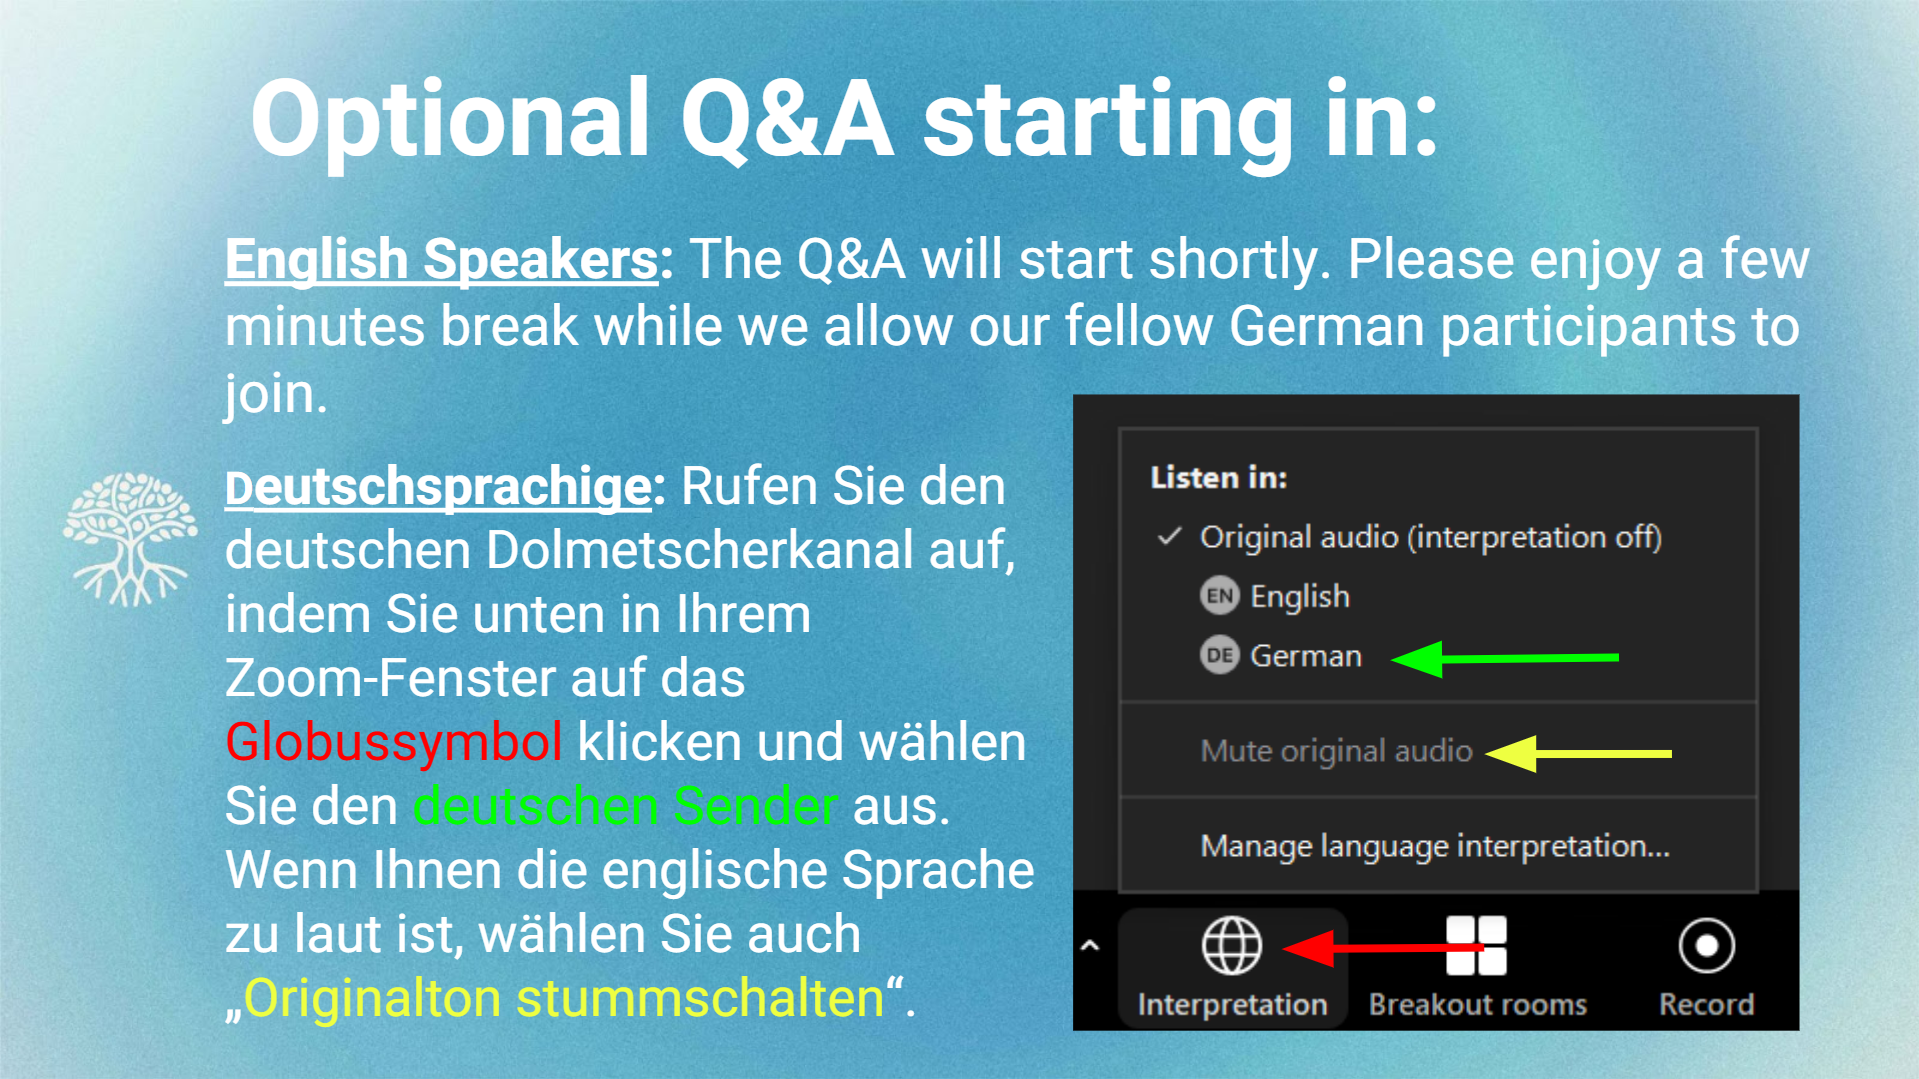 Optional Q&A starting in:
English Speakers: The Q&A will start shortly. Please enjoy a few
minutes break while we allow our fellow German participants to
join.
Deutschsprachige: Rufen Sie den
deutschen Dolmetscherkanal auf,
indem Sie unten in Ihrem
Zoom-Fenster auf das
Globussymbol klicken und wählen
Sie den deutschen Sender aus.
Wenn Ihnen die englische Sprache
zu laut ist, wählen Sie auch
„Originalton stummschalten“.
Listen in:
Original audio (interpretation off)
EN English
DE German
Mute original audio
Manage language interpretation...
Interpretation Breakout rooms Record